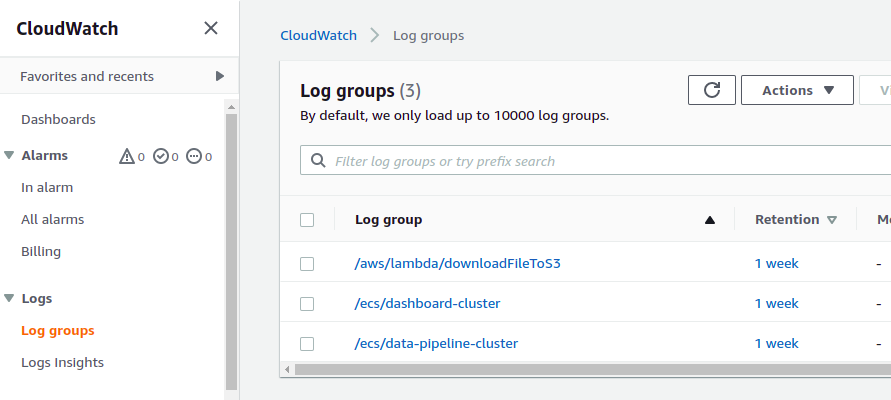 CloudWatch
Favorites and recents
Dashboards
Alarms 0 0 0
In alarm
All alarms
Billing
Logs
Log groups
Logs Insights
CloudWatch Log groups
Log groups (3)
Actions
By default, we only load up to 10000 log groups.
Filter log groups or try prefix search
Log group Retention
/aws/lambda/downloadFileToS3 1 week -
/ecs/dashboard-cluster 1 week -
/ecs/data-pipeline-cluster 1 week -